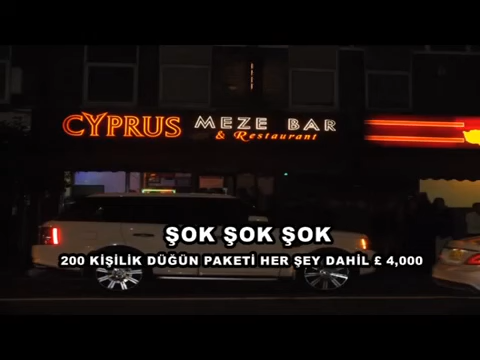 CYPRUS MEZE BAR
& Restaurant
ŞOK ŞOK ŞOK
200 KİŞİLİK DÜĞÜN PAKETİ HER ŞEY DAHİL £ 4,000